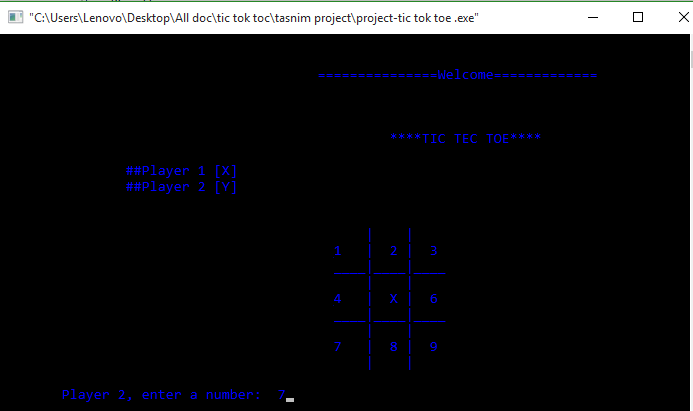 "C:\Users\Lenovo\Desktop\All doc\tic tok toc\tasnim project\project-tic tok toe .exe"
===============Welcome=============
****TIC TEC TOE****
##Player 1 [X]
##Player 2 [Y]
1 | 2 | 3
4 | X | 6
7 | 8 | 9
Player 2, enter a number: 7